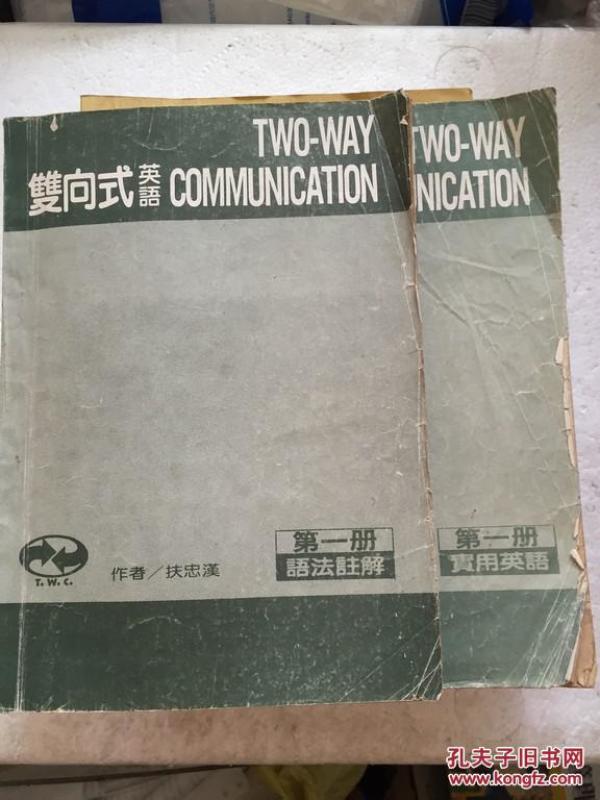 TWO-WAY
雙向式英語 COMMUNICATION
第一册
語法註解
作者／扶忠漢
T.W.C.
TWO-WAY
NICATION
第一册
實用英語
孔夫子旧书网
www.kongfz.com